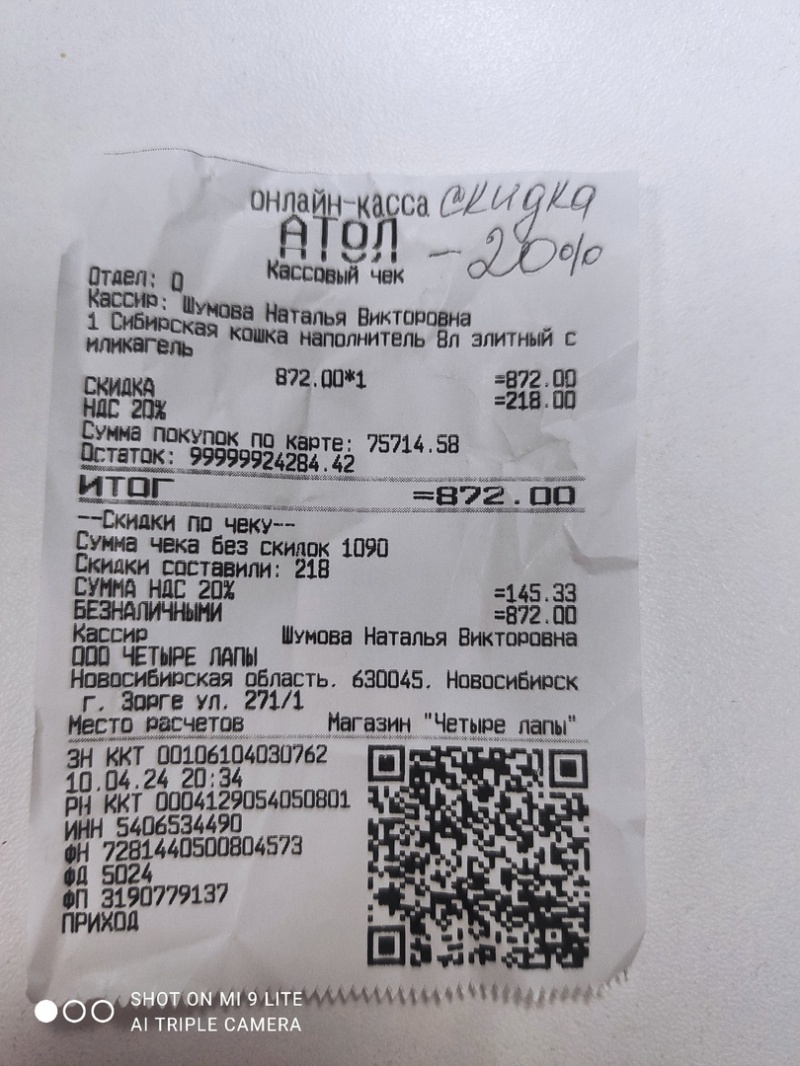 онлайн-касса скидка
АТОЛ - 20%
Кассовый чек
Отдел: 0
Кассир: Шумова Наталья Викторовна
1 Сибирская кошка наполнитель 8л элитный с
иликагель
872.00*1 =872.00
СКИДКА =218.00
НДС 20%
Сумма покупок по карте: 75714.58
Остаток: 99999924284.42
ИТОГ =872.00
--Скидки по чеку--
Сумма чека без скидок 1090
Скидки составили: 218
СУММА НДС 20% =145.33
БЕЗНАЛИЧНЫМИ =872.00
Кассир Шумова Наталья Викторовна
ООО ЧЕТЫРЕ ЛАПЫ
Новосибирская область. 630045. Новосибирск
г. Зорге ул. 271/1
Место расчетов Магазин "Четыре лапы"
ЗН ККТ 00106104030762
10.04.24 20:34
РН ККТ 0004129054050801
ИНН 5406534490
ФН 7281440500804573
ФД 5024
ФП 3190779137
ПРИХОД
SHOT ON MI 9 LITE
AI TRIPLE CAMERA